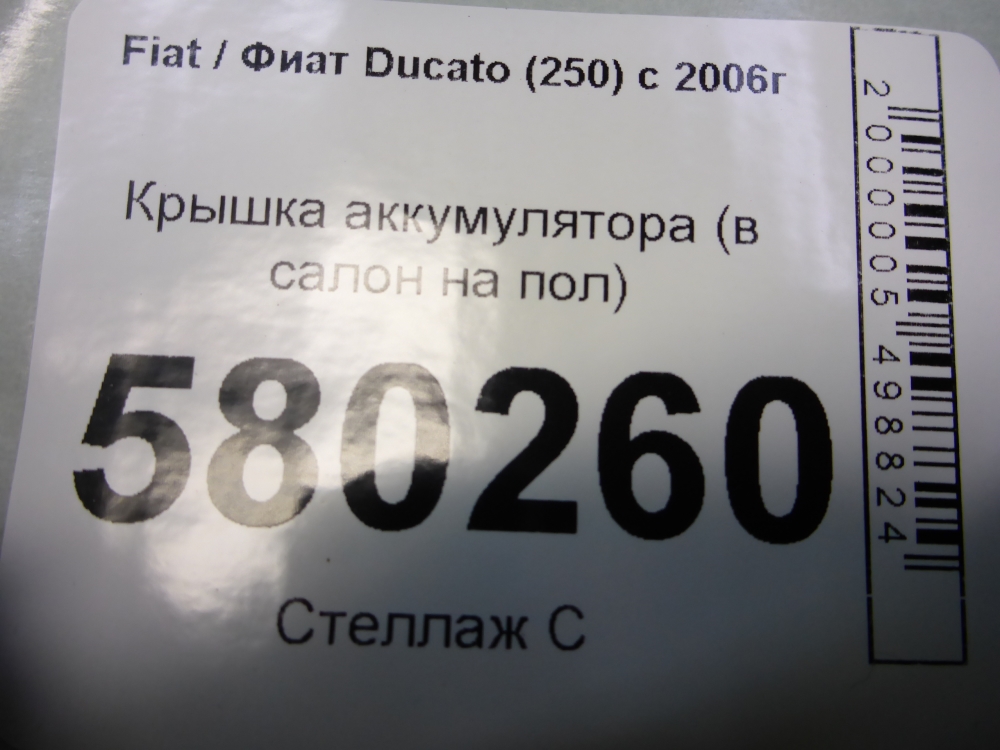 Fiat / Фиат Ducato (250) с 2006г
Крышка аккумулятора (в
салон на пол)
580260
Стеллаж С
2000005498824